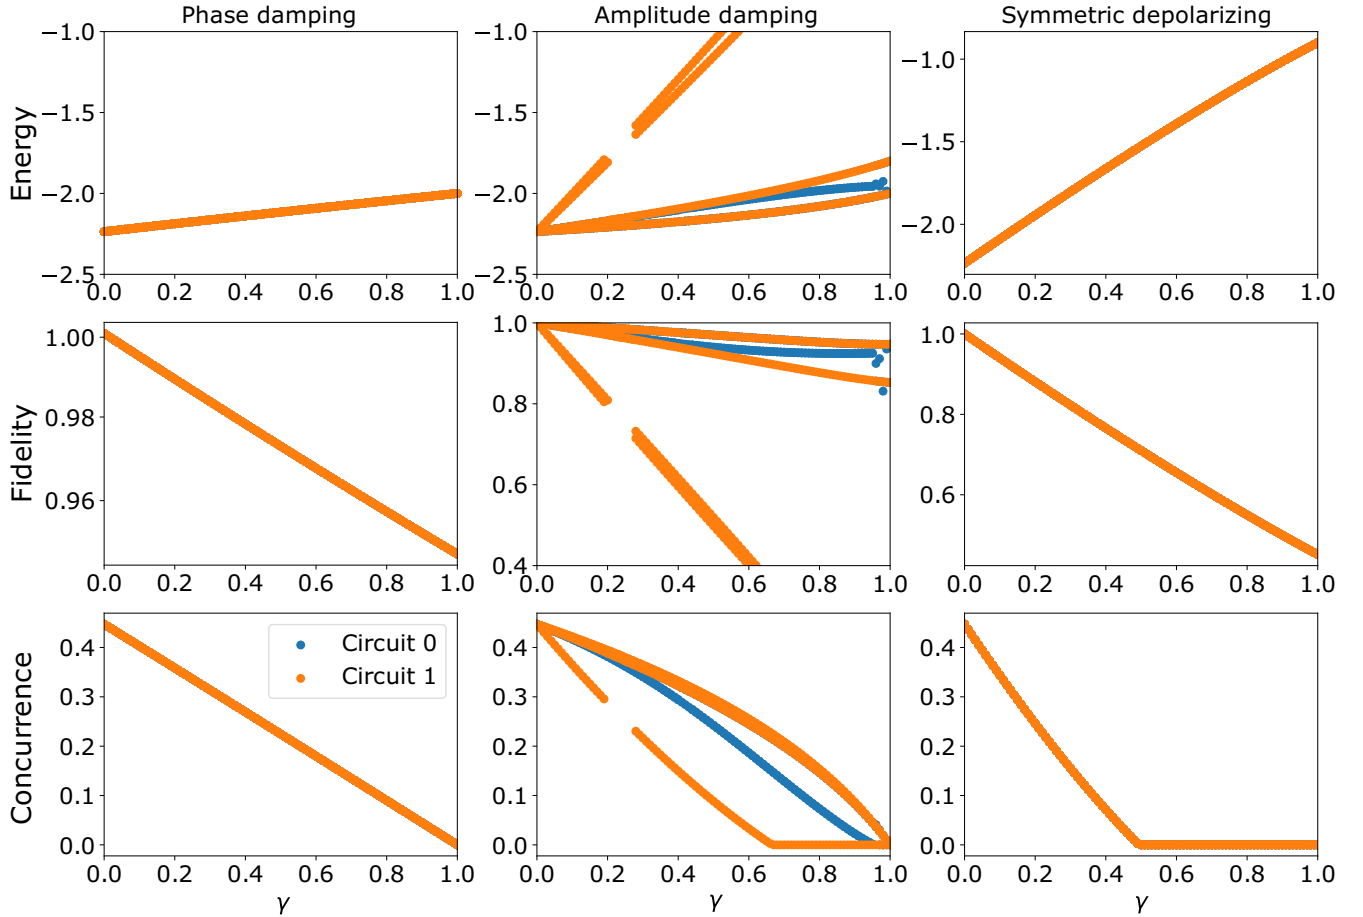 Phase damping
Amplitude damping
Symmetric depolarizing
Energy
−1.0
−1.5
−2.0
−2.5
0.0 0.2 0.4 0.6 0.8 1.0
−1.0
−1.5
−2.0
−2.5
0.0 0.2 0.4 0.6 0.8 1.0
−1.0
−1.5
−2.0
0.0 0.2 0.4 0.6 0.8 1.0
Fidelity
1.00
0.98
0.96
0.0 0.2 0.4 0.6 0.8 1.0
1.0
0.8
0.6
0.4
0.0 0.2 0.4 0.6 0.8 1.0
1.0
0.8
0.6
0.0 0.2 0.4 0.6 0.8 1.0
Concurrence
0.4
0.3
0.2
0.1
0.0
Circuit 0
Circuit 1
0.0 0.2 0.4 0.6 0.8 1.0
γ
0.4
0.3
0.2
0.1
0.0
0.0 0.2 0.4 0.6 0.8 1.0
γ
0.4
0.3
0.2
0.1
0.0
0.0 0.2 0.4 0.6 0.8 1.0
γ